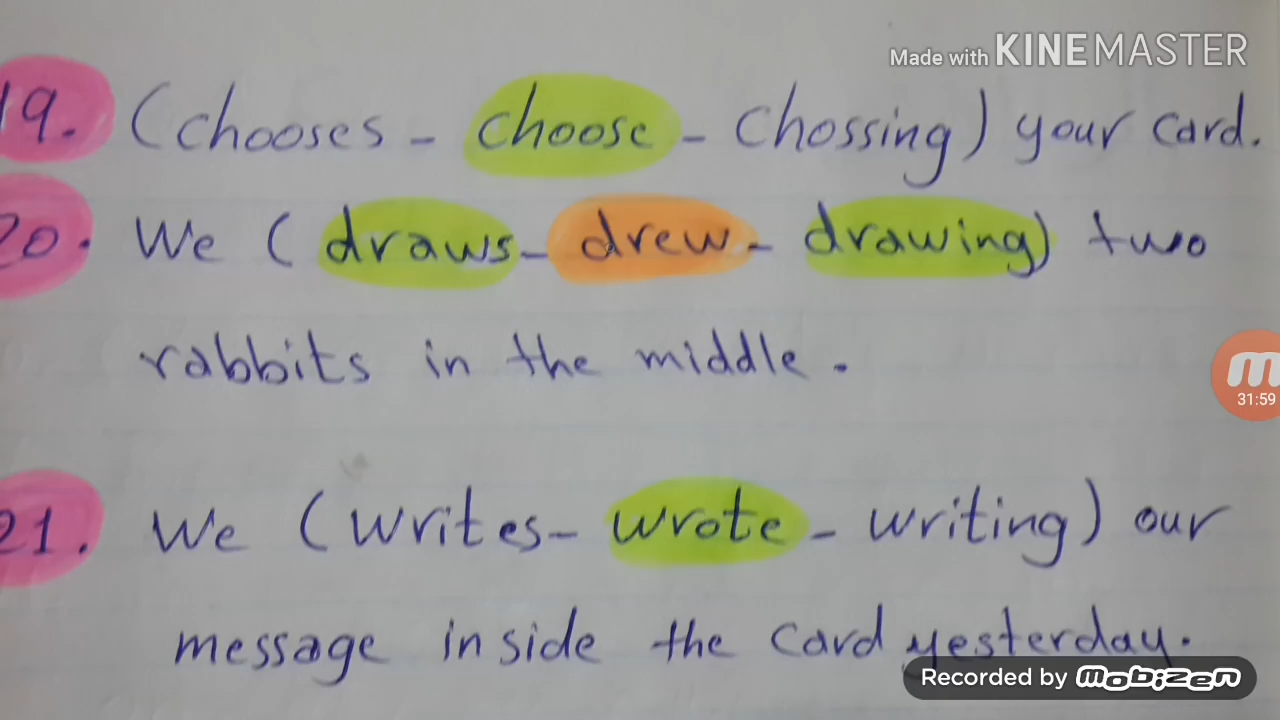 Made with KINEMASTER
19. (chooses - choose - chossing) your card.
20. We (draws - drew - drawing) two
rabbits in the middle.
31:59
21. We (writes - wrote - writing) our
message inside the card yesterday.
Recorded by mobizen